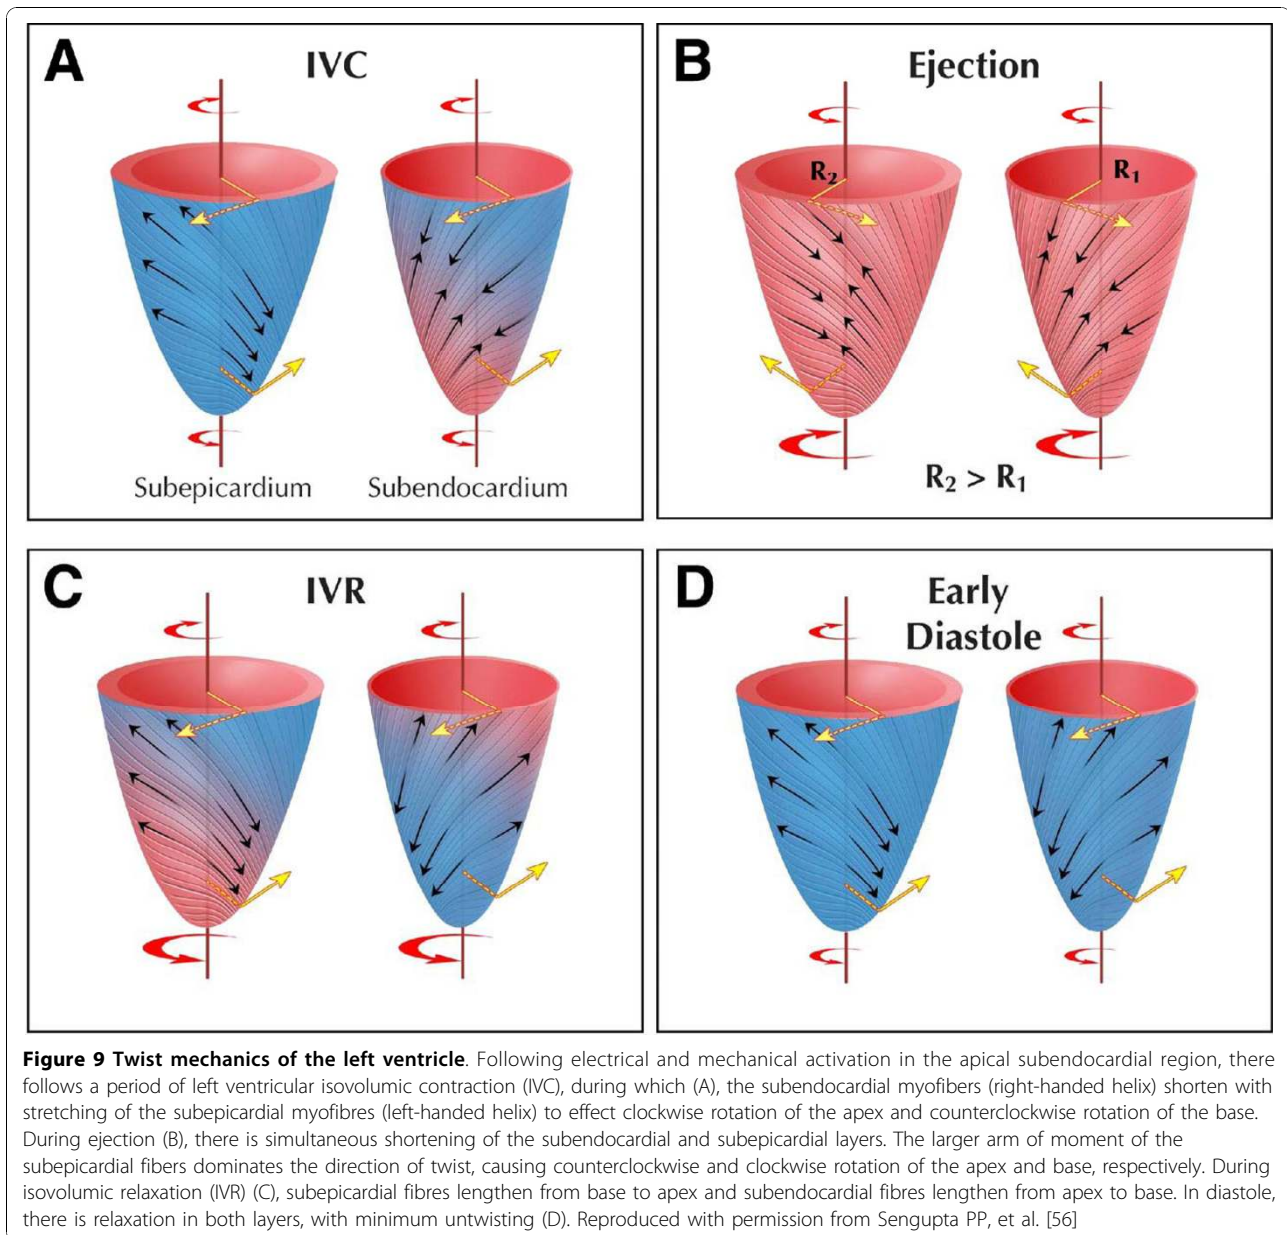 A
IVC
Subepicardium
Subendocardium
B
Ejection
R2
R1
R2 > R1
C
IVR
D
Early
Diastole
Figure 9 Twist mechanics of the left ventricle. Following electrical and mechanical activation in the apical subendocardial region, there
follows a period of left ventricular isovolumic contraction (IVC), during which (A), the subendocardial myofibers (right-handed helix) shorten with
stretching of the subepicardial myofibres (left-handed helix) to effect clockwise rotation of the apex and counterclockwise rotation of the base.
During ejection (B), there is simultaneous shortening of the subendocardial and subepicardial layers. The larger arm of moment of the
subepicardial fibers dominates the direction of twist, causing counterclockwise and clockwise rotation of the apex and base, respectively. During
isovolumic relaxation (IVR) (C), subepicardial fibres lengthen from base to apex and subendocardial fibres lengthen from apex to base. In diastole,
there is relaxation in both layers, with minimum untwisting (D). Reproduced with permission from Sengupta PP, et al. [56]